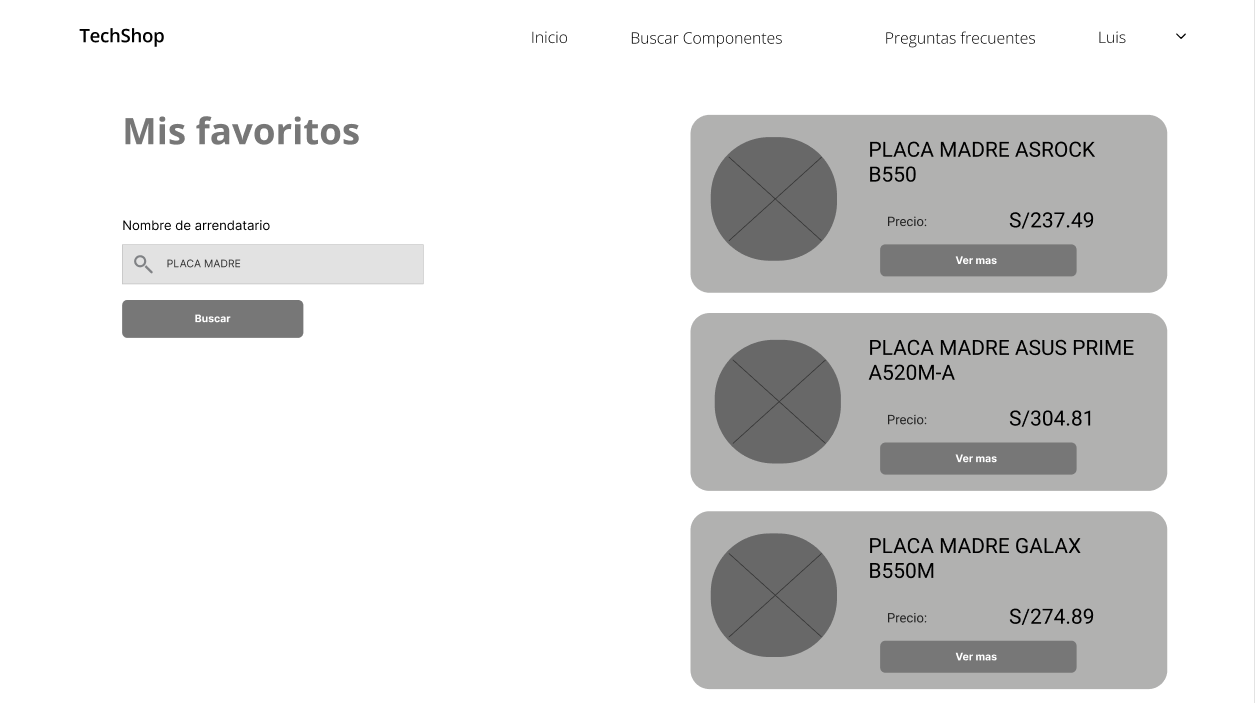 TechShop
Inicio
Buscar Componentes
Preguntas frecuentes
Luis
Mis favoritos
Nombre de arrendatario
PLACA MADRE
Buscar
PLACA MADRE ASROCK
B550
Precio: S/237.49
Ver mas
PLACA MADRE ASUS PRIME
A520M-A
Precio: S/304.81
Ver mas
PLACA MADRE GALAX
B550M
Precio: S/274.89
Ver mas